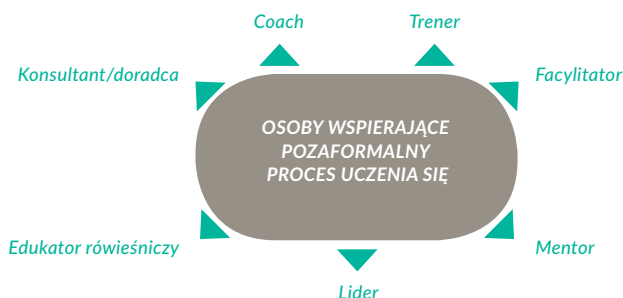 Coach
Trener
Konsultant/doradca
Facylitator
OSOBY WSPIERAJĄCE
POZAFORMALNY
PROCES UCZENIA SIĘ
Edukator rówieśniczy
Mentor
Lider